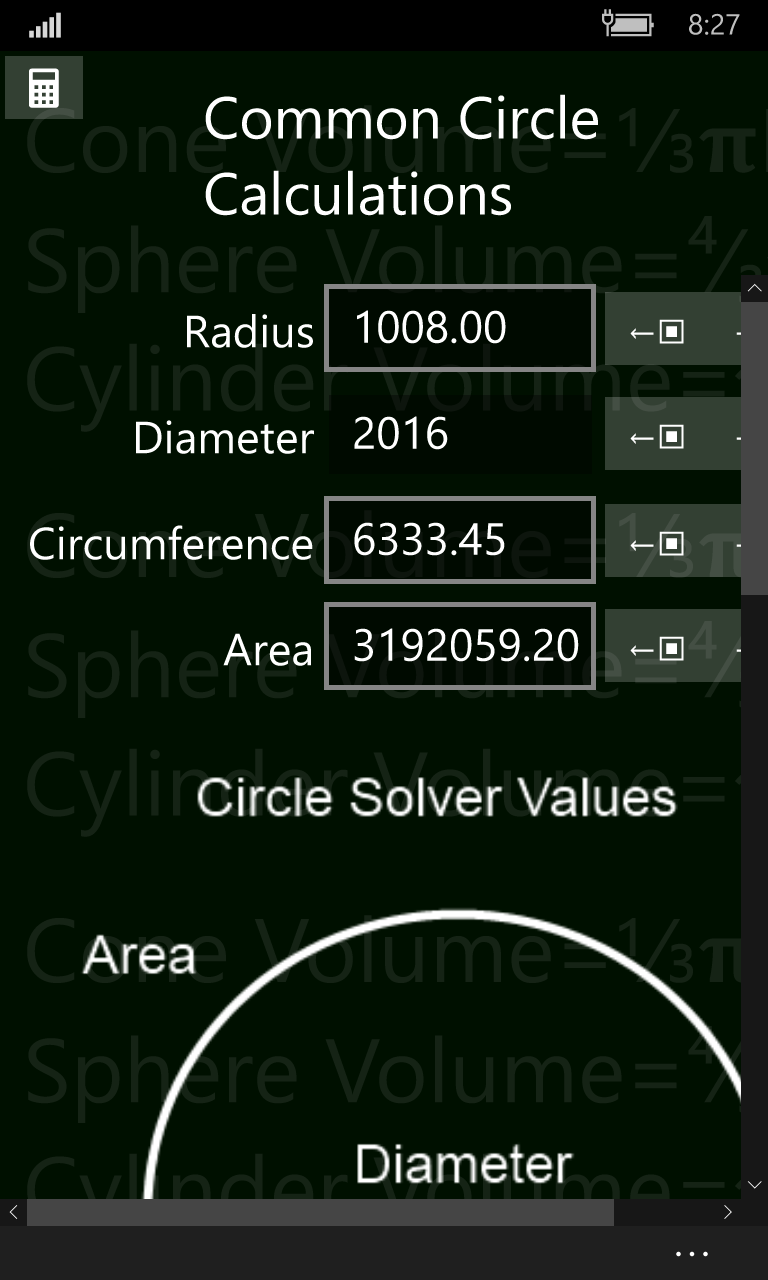 8:27
Common Circle
Calculations
Cone Volume=⅓π
Sphere Volume=⁴⁄₃
Radius 1008.00
Cylinder Volume=
Diameter 2016
Cone Volume=⅓π
Circumference 6333.45
Sphere Volume=⁴⁄
Area 3192059.20
Cylinder Volume=
Circle Solver Values
Cone Volume=⅓π
Area
Sphere Volume=⁴⁄
Diameter
Cylinder Volume=
...